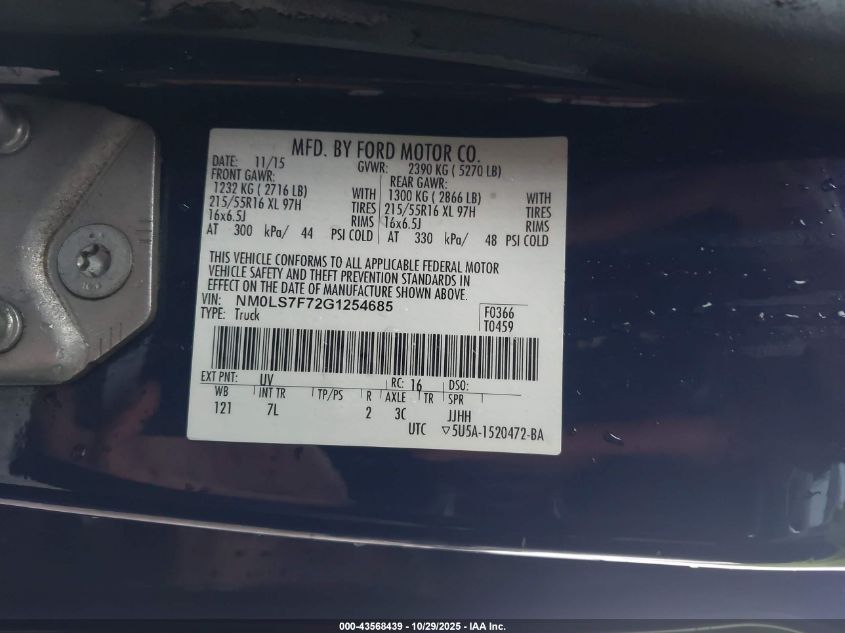 MFD. BY FORD MOTOR CO.
DATE: 11/15 GVWR: 2390 KG ( 5270 LB)
FRONT GAWR: REAR GAWR:
1232 KG ( 2716 LB) WITH 1300 KG ( 2866 LB) WITH
215/55R16 XL 97H TIRES 215/55R16 XL 97H TIRES
16x6.5J RIMS 16x6.5J RIMS
AT 300 kPa/ 44 PSI COLD AT 330 kPa/ 48 PSI COLD
THIS VEHICLE CONFORMS TO ALL APPLICABLE FEDERAL MOTOR
VEHICLE SAFETY AND THEFT PREVENTION STANDARDS IN
EFFECT ON THE DATE OF MANUFACTURE SHOWN ABOVE.
VIN: NM0LS7F72G1254685 F0366
TYPE: Truck T0459
EXT PNT: UV RC: 16 DSO:
WB INT TR TP/PS R AXLE TR SPR
121 7L 2 3C JJHH
UTC ▽5U5A-1520472-BA
000-43568439 - 10/29/2025 - IAA Inc.